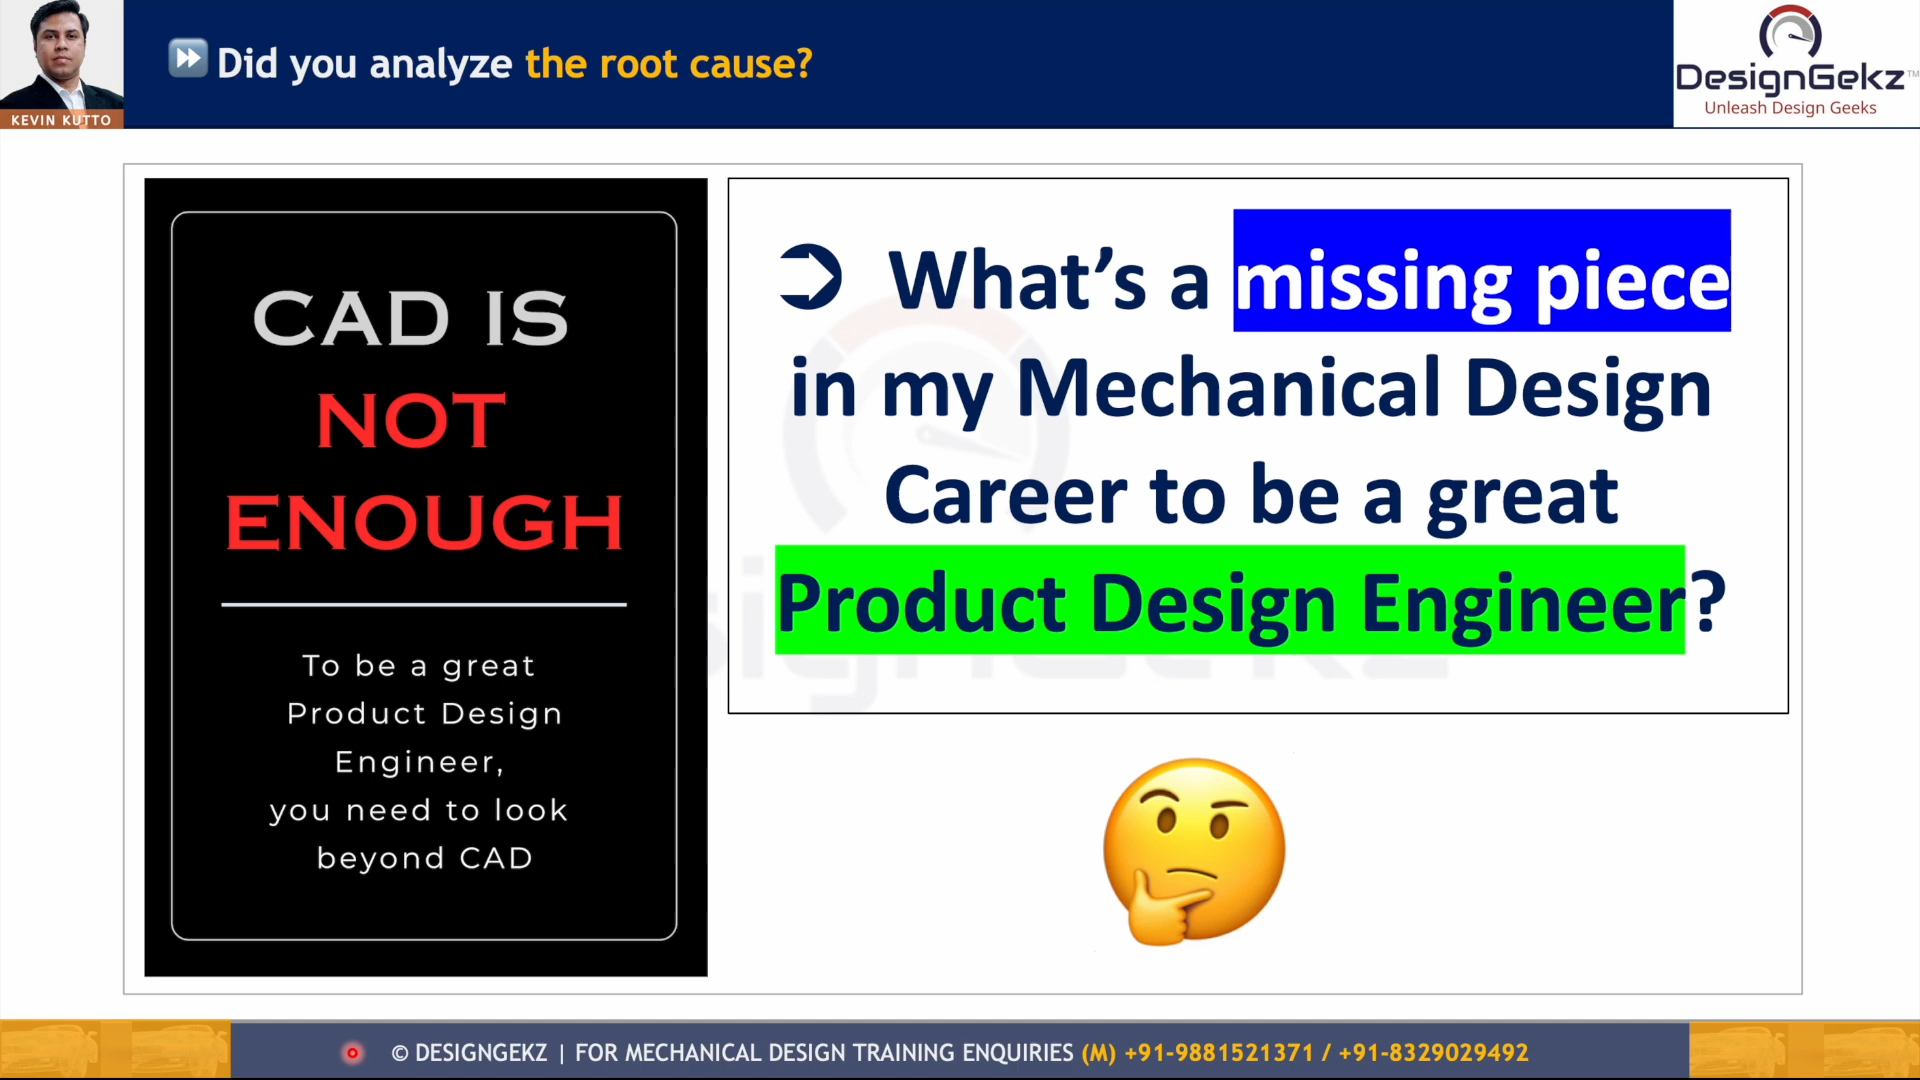 Did you analyze the root cause?
KEVIN KUTTO
DesignGekz™
Unleash Design Geeks
CAD IS
NOT
ENOUGH
To be a great
Product Design
Engineer,
you need to look
beyond CAD
➲ What’s a missing piece
in my Mechanical Design
Career to be a great
Product Design Engineer?
© DESIGNGEKZ | FOR MECHANICAL DESIGN TRAINING ENQUIRIES (M) +91-9881521371 / +91-8329029492